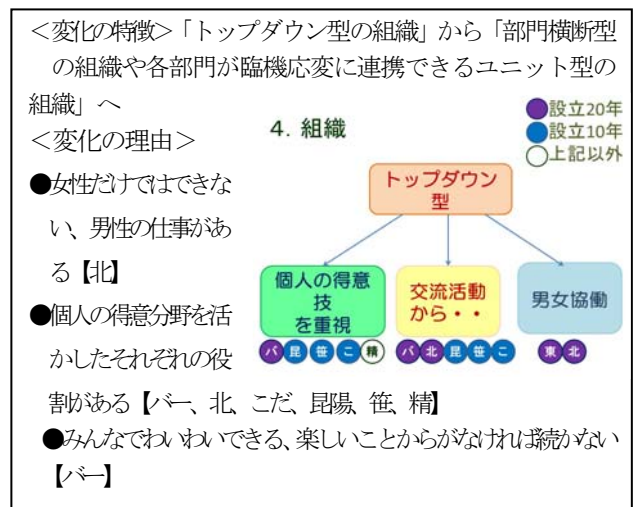 ＜変化の特徴＞「トップダウン型の組織」から「部門横断型
の組織や各部門が臨機応変に連携できるユニット型の
組織」へ
＜変化の理由＞
●女性だけではできな
い、男性の仕事があ
る【北】
●個人の得意分野を活
かしたそれぞれの役
割がある【バー、北、こだ、昆陽、笹、精】
●みんなでわいわいできる、楽しいことからがなければ続かない
【バー】
4. 組織
設立20年
設立10年
上記以外
トップダウン
型
個人の得意
技
を重視
バ 昆 笹 こ 精
交流活動
から・・
バ 北 昆 笹 こ
男女協働
東 北